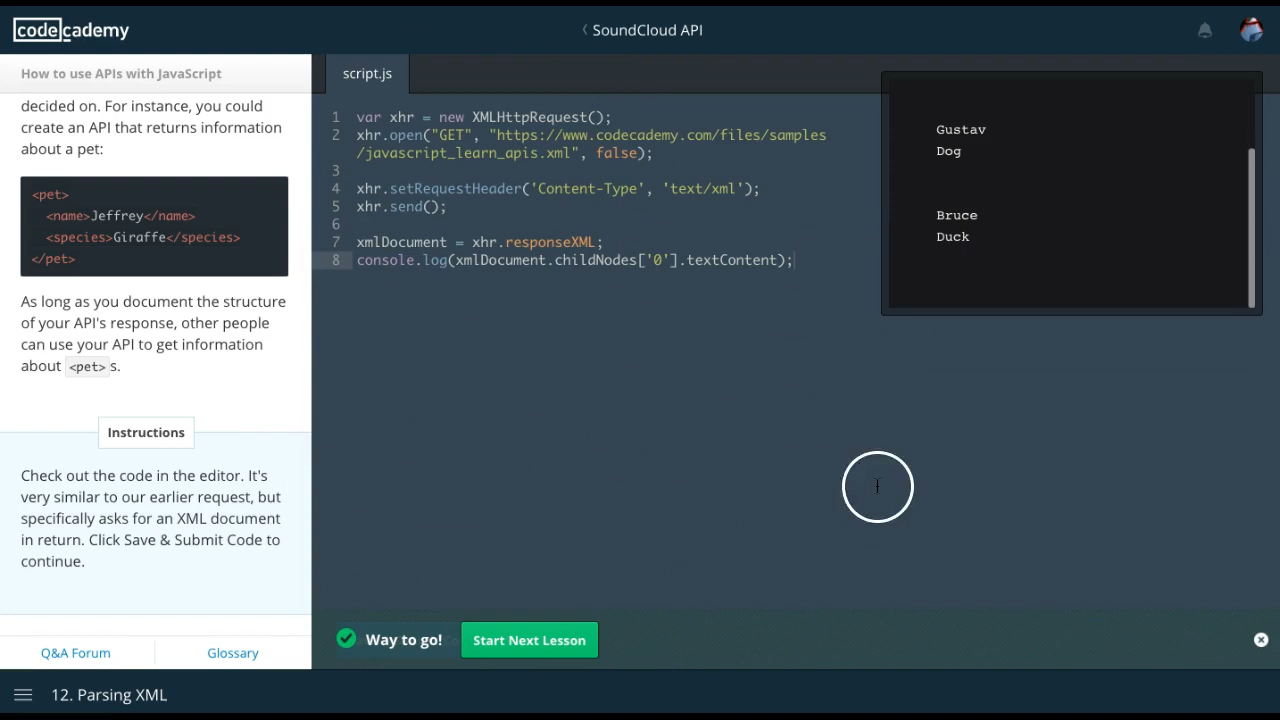 codecademy
SoundCloud API
How to use APIs with JavaScript
decided on. For instance, you could
create an API that returns information
about a pet:
<pet>
<name>Jeffrey</name>
<species>Giraffe</species>
</pet>
As long as you document the structure
of your API's response, other people
can use your API to get information
about <pet> s.
Instructions
Check out the code in the editor. It's
very similar to our earlier request, but
specifically asks for an XML document
in return. Click Save & Submit Code to
continue.
Q&A Forum
Glossary
script.js
1 var xhr = new XMLHttpRequest();
2 xhr.open("GET", "https://www.codecademy.com/files/samples
/javascript_learn_apis.xml", false);
3
4 xhr.setRequestHeader('Content-Type', 'text/xml');
5 xhr.send();
6
7 xmlDocument = xhr.responseXML;
8 console.log(xmlDocument.childNodes['0'].textContent);
Gustav
Dog
Bruce
Duck
Way to go!
Start Next Lesson
12. Parsing XML